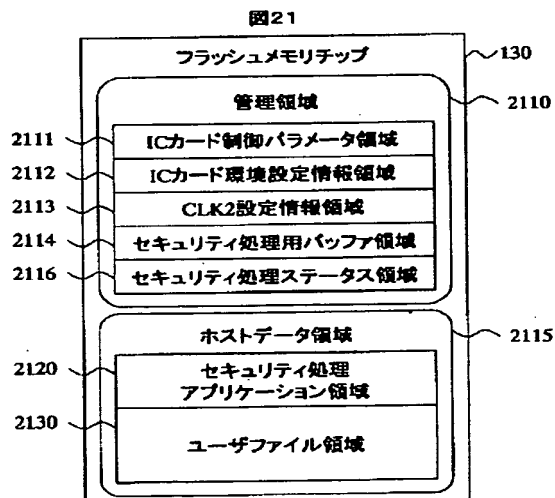 図21
フラッシュメモリチップ
130
管理領域
2110
2111
ICカード制御パラメータ領域
2112
ICカード環境設定情報領域
2113
CLK2設定情報領域
2114
セキュリティ処理用バッファ領域
2116
セキュリティ処理ステータス領域
ホストデータ領域
2115
2120
セキュリティ処理
アプリケーション領域
2130
ユーザファイル領域